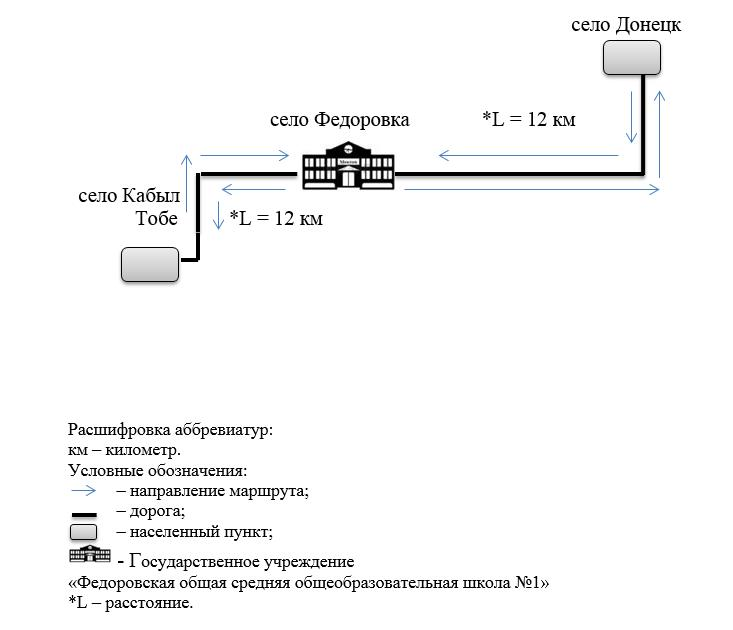 село Донецк
село Федоровка
*L = 12 км
село Кабыл
Тобе
*L = 12 км
Расшифровка аббревиатур:
км – километр.
Условные обозначения:
– направление маршрута;
– дорога;
– населенный пункт;
- Государственное учреждение
«Федоровская общая средняя общеобразовательная школа №1»
*L – расстояние.